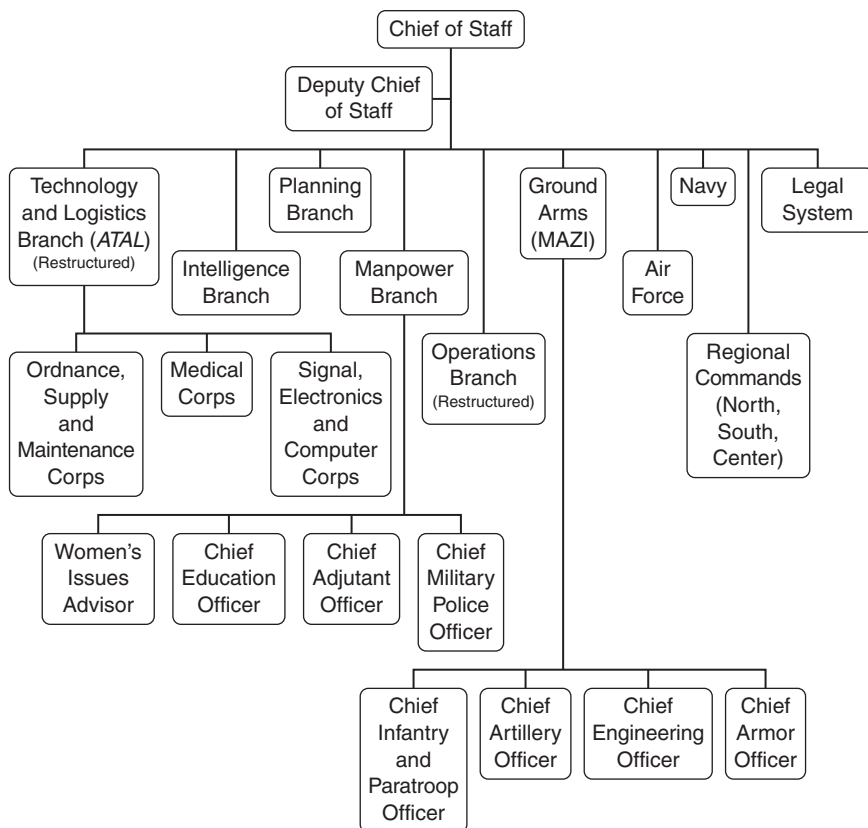 Chief of Staff
Deputy Chief
of Staff
Technology
and Logistics
Branch (ATAL)
(Restructured)
Intelligence
Branch
Planning
Branch
Manpower
Branch
Operations
Branch
(Restructured)
Ground
Arms
(MAZI)
Air
Force
Navy
Regional
Commands
(North,
South,
Center)
Legal
System
Ordnance,
Supply
and
Maintenance
Corps
Medical
Corps
Signal,
Electronics
and
Computer
Corps
Women’s
Issues
Advisor
Chief
Education
Officer
Chief
Adjutant
Officer
Chief
Military
Police
Officer
Chief
Infantry
and
Paratroop
Officer
Chief
Artillery
Officer
Chief
Engineering
Officer
Chief
Armor
Officer